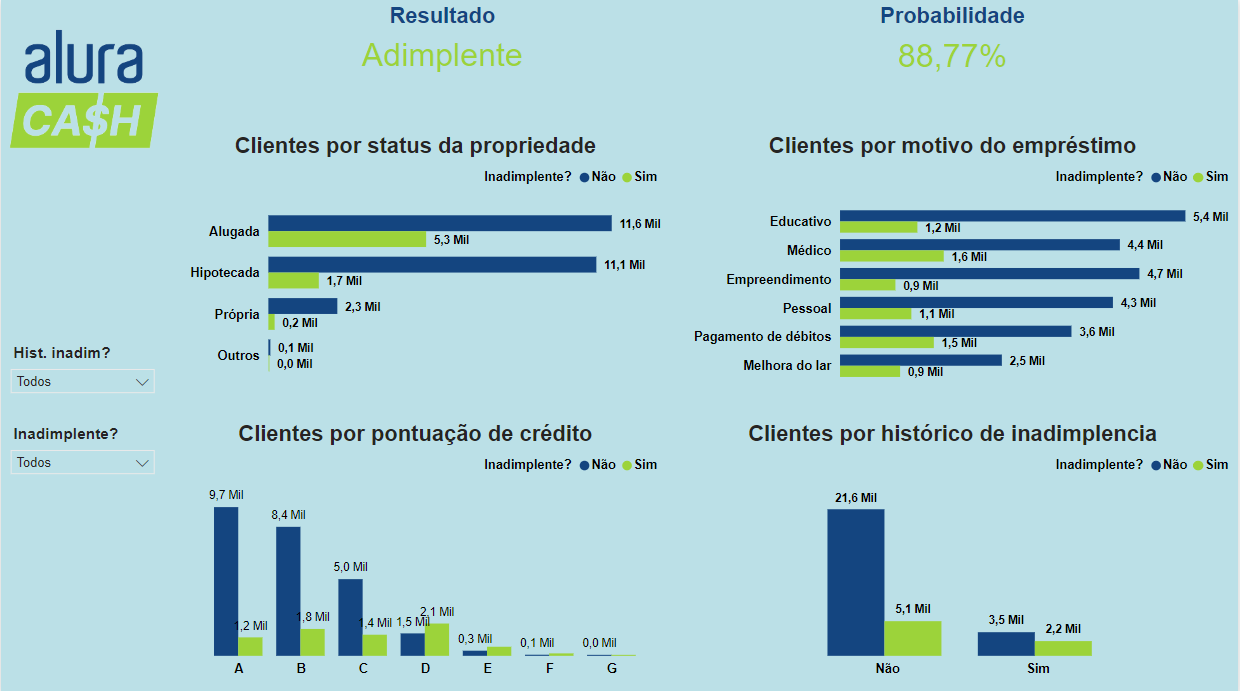 alura
CA$H
Resultado
Adimplente
Probabilidade
88,77%
Clientes por status da propriedade
Inadimplente? Não Sim
Alugada 11,6 Mil
5,3 Mil
Hipotecada 11,1 Mil
1,7 Mil
Própria 2,3 Mil
0,2 Mil
Outros 0,1 Mil
0,0 Mil
Clientes por motivo do empréstimo
Inadimplente? Não Sim
Educativo 5,4 Mil
1,2 Mil
Médico 4,4 Mil
1,6 Mil
Empreendimento 4,7 Mil
0,9 Mil
Pessoal 4,3 Mil
1,1 Mil
Pagamento de débitos 3,6 Mil
1,5 Mil
Melhora do lar 2,5 Mil
0,9 Mil
Hist. inadim?
Todos
Inadimplente?
Todos
Clientes por pontuação de crédito
Inadimplente? Não Sim
9,7 Mil
8,4 Mil
5,0 Mil
1,2 Mil 1,8 Mil 1,4 Mil 1,5 Mil 2,1 Mil
0,3 Mil 0,1 Mil 0,0 Mil
A B C D E F G
Clientes por histórico de inadimplencia
Inadimplente? Não Sim
21,6 Mil
5,1 Mil
3,5 Mil
2,2 Mil
Não Sim